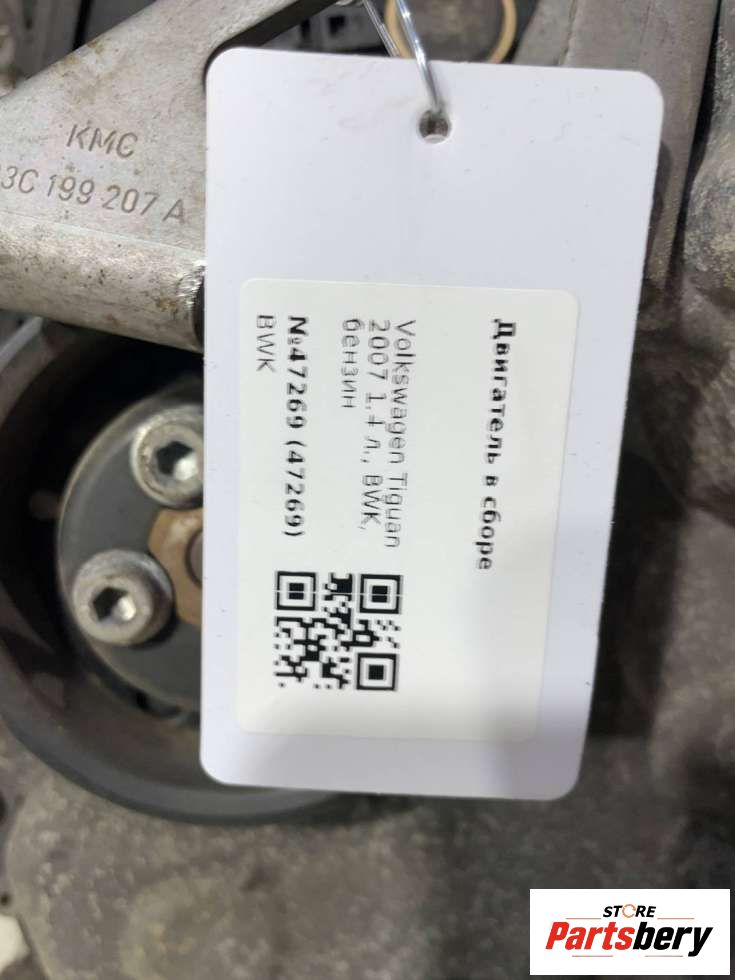 KMC
3C 199 207 A
Двигатель в сборе
Volkswagen Tiguan
2007 1.4 л., BWK,
бензин
№47269 (47269)
BWK
STORE
Partsbery